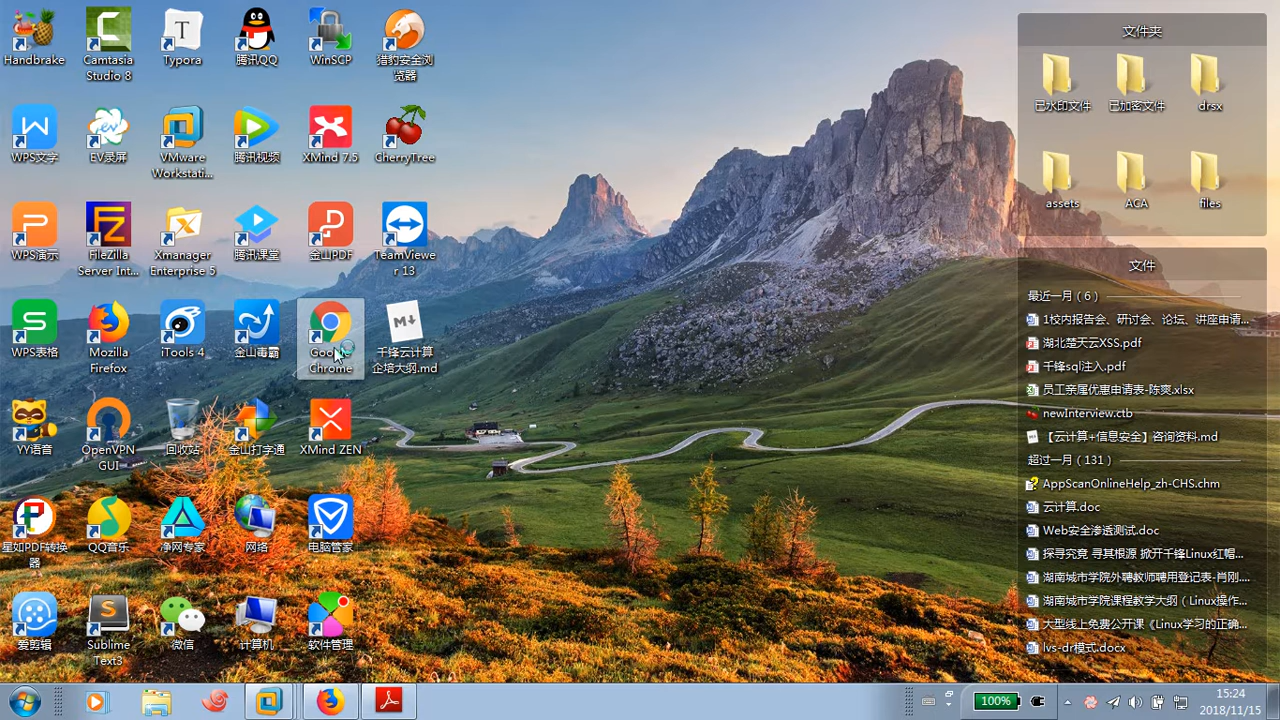 Handbrake
Camtasia
Studio 8
Typora
腾讯QQ
WinSCP
猎豹安全浏
览器
WPS文字
EV录屏
VMware
Workstati...
腾讯视频
XMind 7.5
CherryTree
WPS演示
FileZilla
Server Int...
Xmanager
Enterprise 5
腾讯课堂
金山PDF
TeamViewe
r 13
WPS表格
Mozilla
Firefox
iTools 4
金山毒霸
Google
Chrome
千锋云计算
企培大纲.md
YY语音
OpenVPN
GUI
回收站
金山打字通
XMind ZEN
星如PDF转换
器
QQ音乐
净网专家
网络
电脑管家
爱剪辑
Sublime
Text3
微信
计算机
软件管理
文件夹
已水印文件
已加密文件
drsx
assets
ACA
files
文件
最近一月 ( 6 )
1校内报告会、研讨会、论坛、讲座申请...
湖北楚天云XSS.pdf
千锋sql注入.pdf
员工亲属优惠申请表-陈爽.xlsx
newInterview.ctb
【云计算+信息安全】咨询资料.md
超过一月 ( 131 )
AppScanOnlineHelp_zh-CHS.chm
云计算.doc
Web安全渗透测试.doc
探寻究竟 寻其根源 掀开千锋Linux红帽...
湖南城市学院外聘教师聘用登记表-肖刚....
湖南城市学院课程教学大纲 ( Linux操作...
大型线上免费公开课《Linux学习的正确...
lvs-dr模式.docx
100%
15:24
2018/11/15